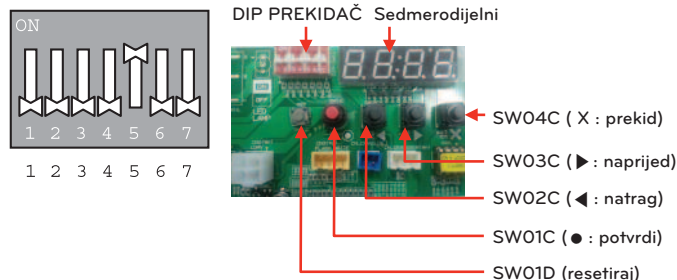 DIP PREKIDAČ Sedmerodijelni
ON
1 2 3 4 5 6 7
1 2 3 4 5 6 7
SW04C ( X : prekid)
SW03C ( ▶ : naprijed)
SW02C ( ◀ : natrag)
SW01C ( ● : potvrdi)
SW01D (resetiraj)